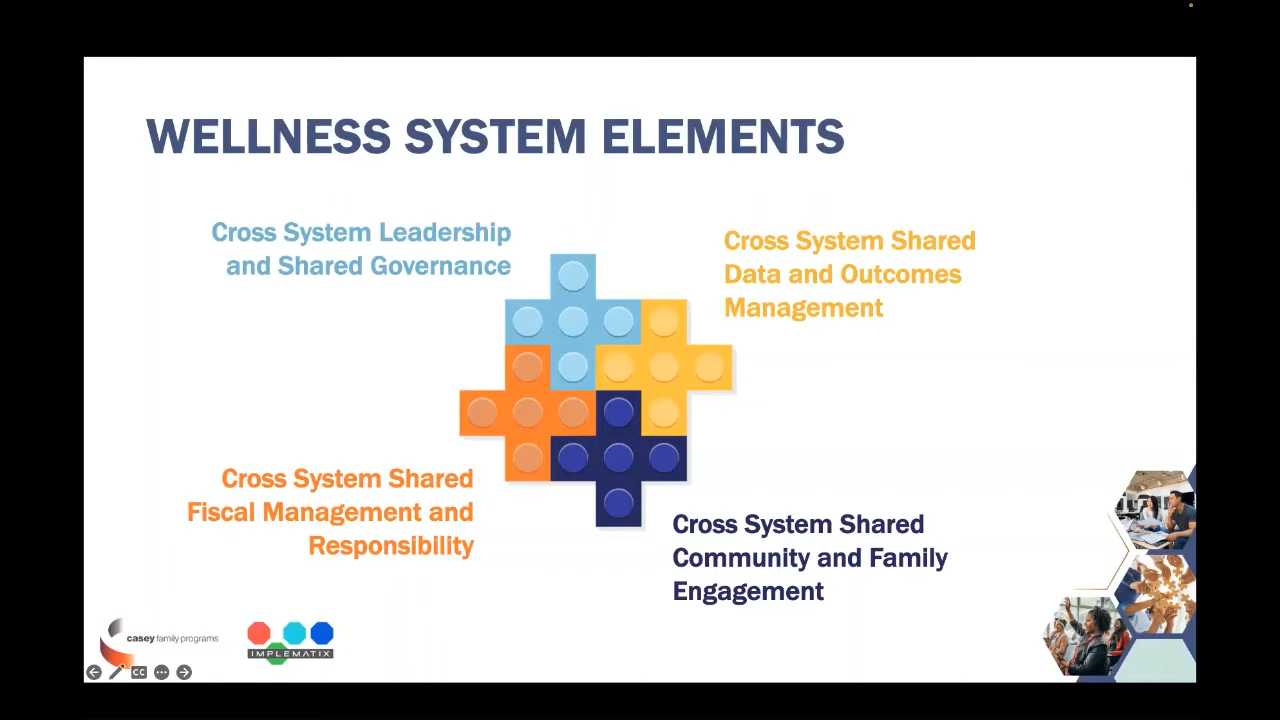 WELLNESS SYSTEM ELEMENTS
Cross System Leadership
and Shared Governance
Cross System Shared
Data and Outcomes
Management
Cross System Shared
Fiscal Management and
Responsibility
Cross System Shared
Community and Family
Engagement
casey family programs
IMPLEMATIX
CC